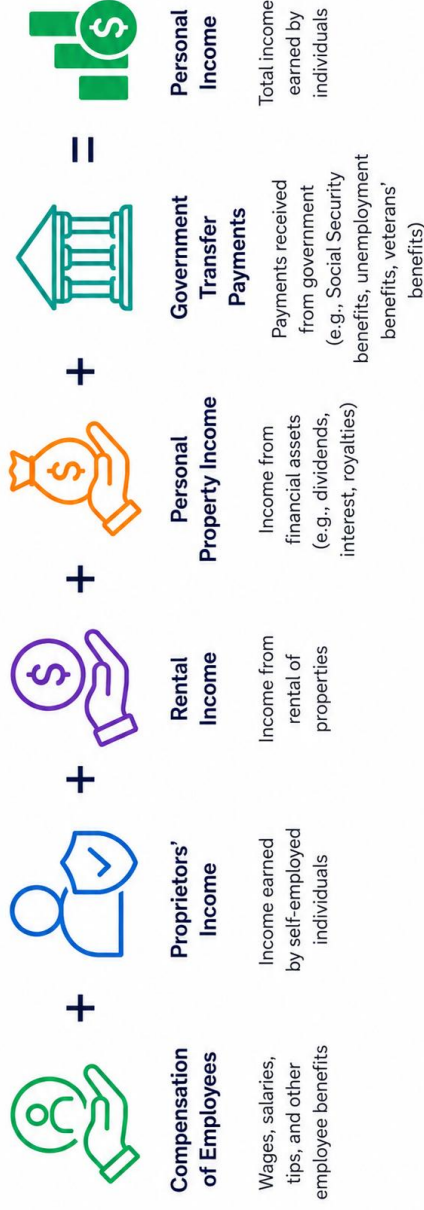 Compensation
of Employees
Wages, salaries,
tips, and other
employee benefits
+
Proprietors’
Income
Income earned
by self-employed
individuals
+
Rental
Income
Income from
rental of
properties
+
Personal
Property Income
Income from
financial assets
(e.g., dividends,
interest, royalties)
+
Government
Transfer
Payments
Payments received
from government
(e.g., Social Security
benefits, unemployment
benefits, veterans’
benefits)
=
Personal
Income
Total income
earned by
individuals
$
$
$